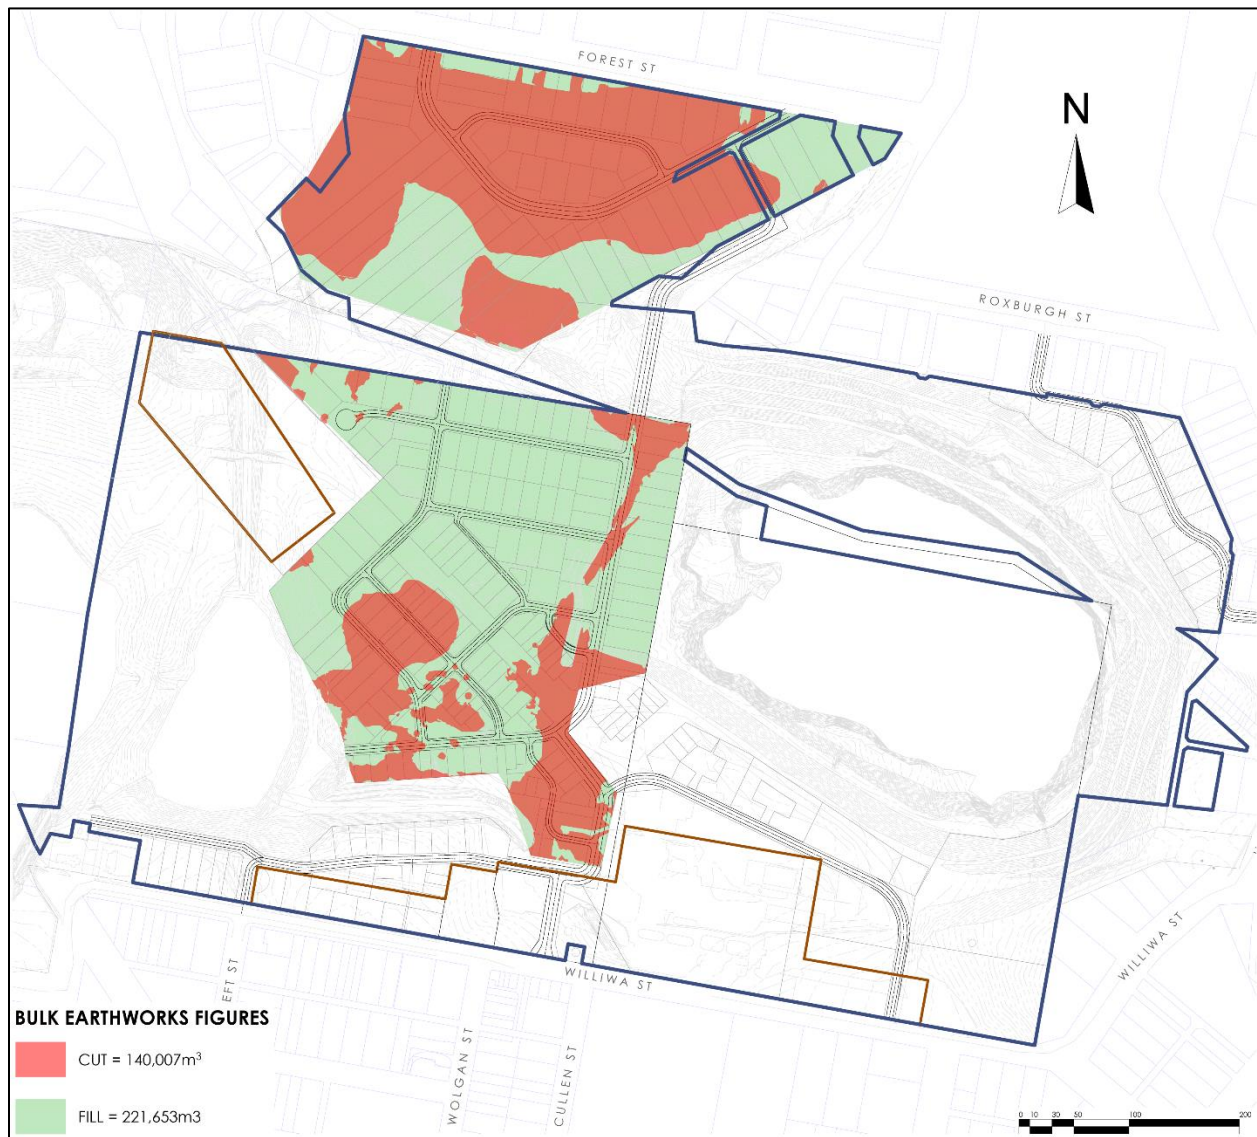 FOREST ST
N
ROXBURGH ST
WILLIWA ST
WILLIWA ST
EFT ST
WOLGAN ST
CULLEN ST
BULK EARTHWORKS FIGURES
CUT = 140,007m³
FILL = 221,653m3
0 10 30 50 100 200